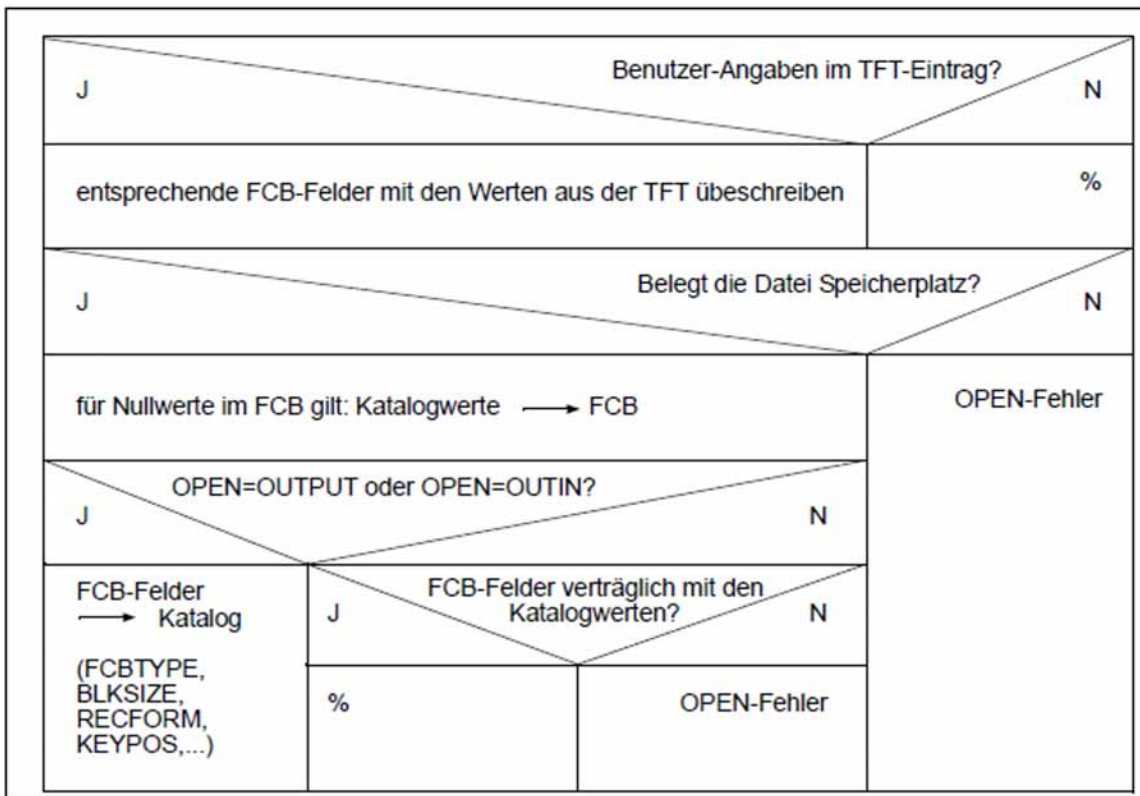 Benutzer-Angaben im TFT-Eintrag?
J
N
entsprechende FCB-Felder mit den Werten aus der TFT übeschreiben
%
Belegt die Datei Speicherplatz?
J
N
für Nullwerte im FCB gilt: Katalogwerte → FCB
OPEN-Fehler
OPEN=OUTPUT oder OPEN=OUTIN?
J
N
FCB-Felder
→ Katalog
(FCBTYPE,
BLKSIZE,
RECFORM,
KEYPOS,...)
FCB-Felder verträglich mit den
Katalogwerten?
J
N
%
OPEN-Fehler